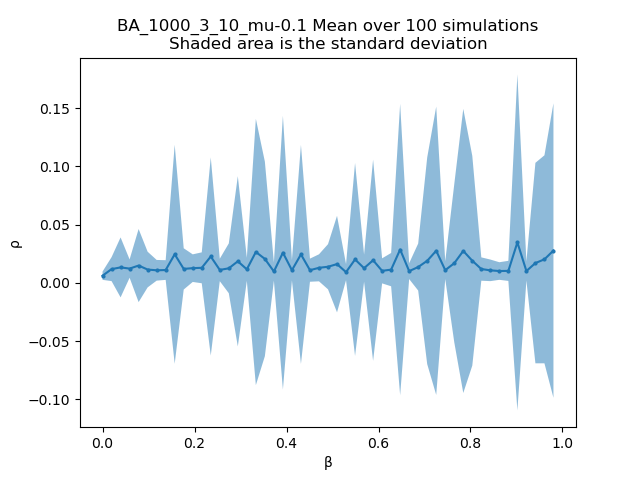 BA_1000_3_10_mu-0.1 Mean over 100 simulations
Shaded area is the standard deviation
0.15
0.10
0.05
0.00
−0.05
−0.10
ρ
0.0 0.2 0.4 0.6 0.8 1.0
β